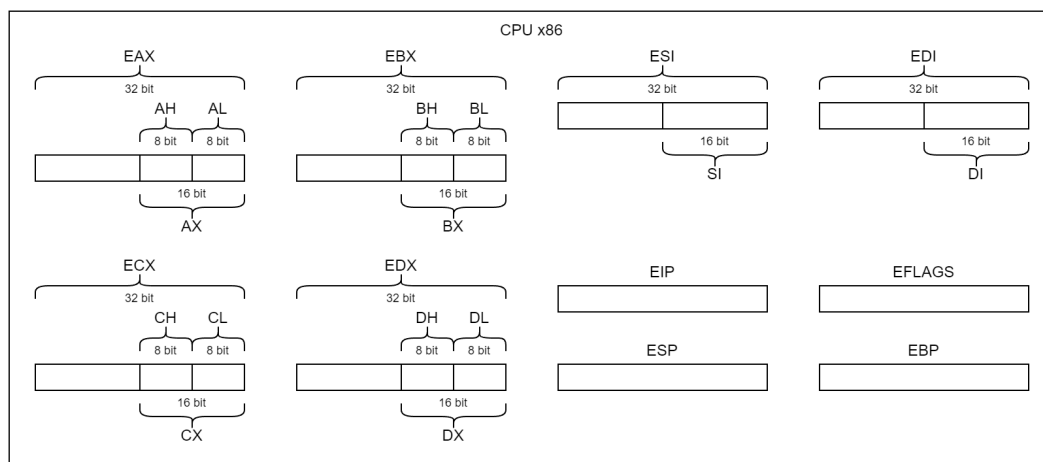 CPU x86
EAX
32 bit
AH AL
8 bit 8 bit
16 bit
AX
EBX
32 bit
BH BL
8 bit 8 bit
16 bit
BX
ESI
32 bit
16 bit
SI
EDI
32 bit
16 bit
DI
ECX
32 bit
CH CL
8 bit 8 bit
16 bit
CX
EDX
32 bit
DH DL
8 bit 8 bit
16 bit
DX
EIP
EFLAGS
ESP
EBP